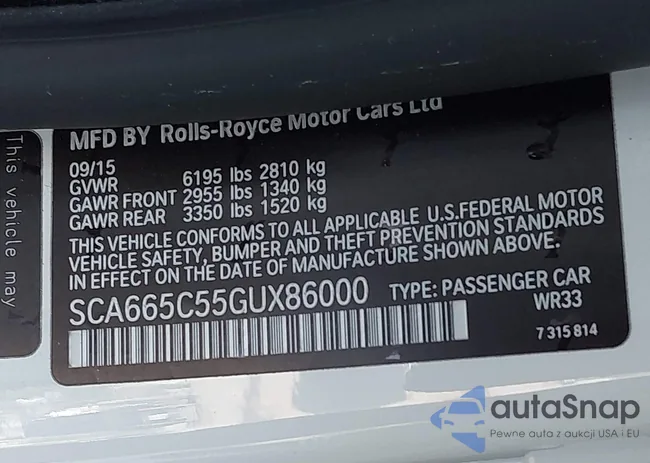 This vehicle may
MFD BY Rolls-Royce Motor Cars Ltd
09/15
GVWR 6195 lbs 2810 kg
GAWR FRONT 2955 lbs 1340 kg
GAWR REAR 3350 lbs 1520 kg
THIS VEHICLE CONFORMS TO ALL APPLICABLE U.S.FEDERAL MOTOR
VEHICLE SAFETY, BUMPER AND THEFT PREVENTION STANDARDS
IN EFFECT ON THE DATE OF MANUFACTURE SHOWN ABOVE.
SCA665C55GUX86000 TYPE: PASSENGER CAR
WR33
7 315 814
autaSnap
Pewne auta z aukcji USA i EU